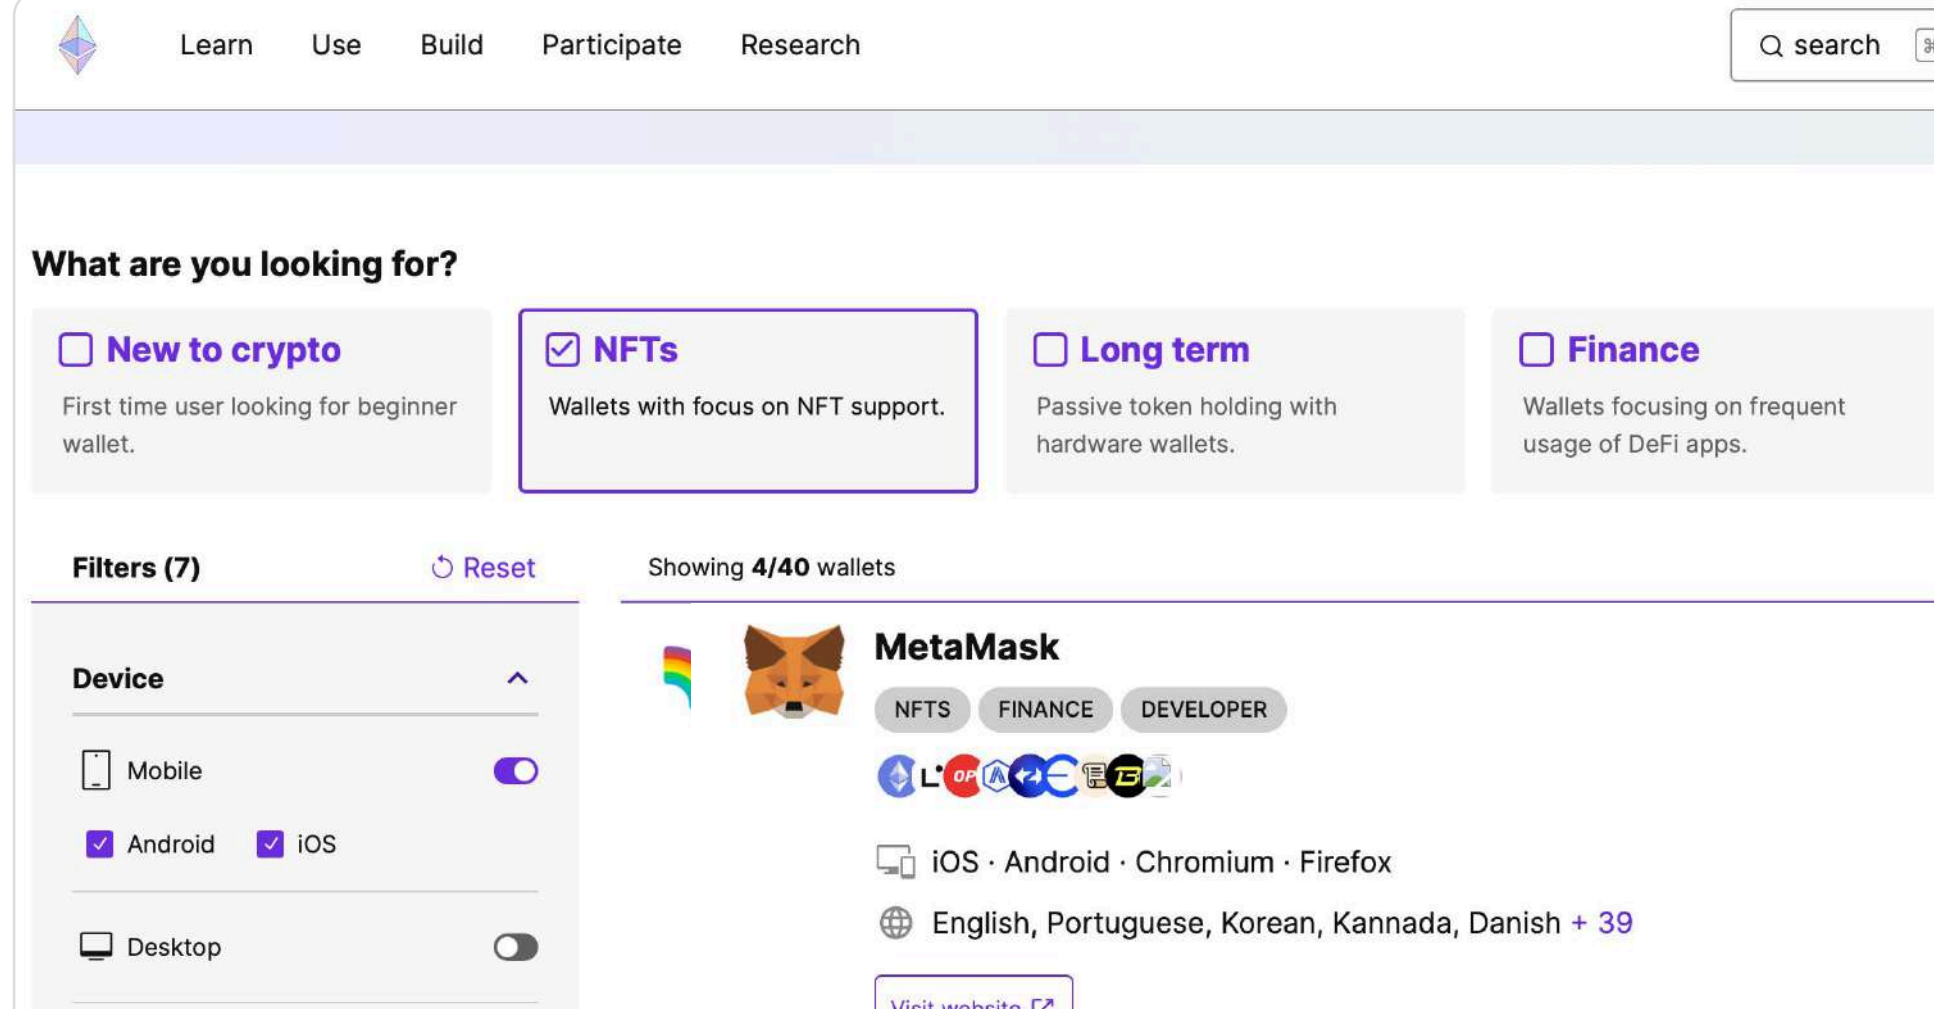 Learn Use Build Participate Research search ⌘
What are you looking for?
New to crypto
First time user looking for beginner
wallet.
NFTs
Wallets with focus on NFT support.
Long term
Passive token holding with
hardware wallets.
Finance
Wallets focusing on frequent
usage of DeFi apps.
Filters (7) Reset
Showing 4/40 wallets
Device
Mobile
Android iOS
Desktop
MetaMask
NFTS FINANCE DEVELOPER
L OP B
iOS · Android · Chromium · Firefox
English, Portuguese, Korean, Kannada, Danish + 39
Visit website